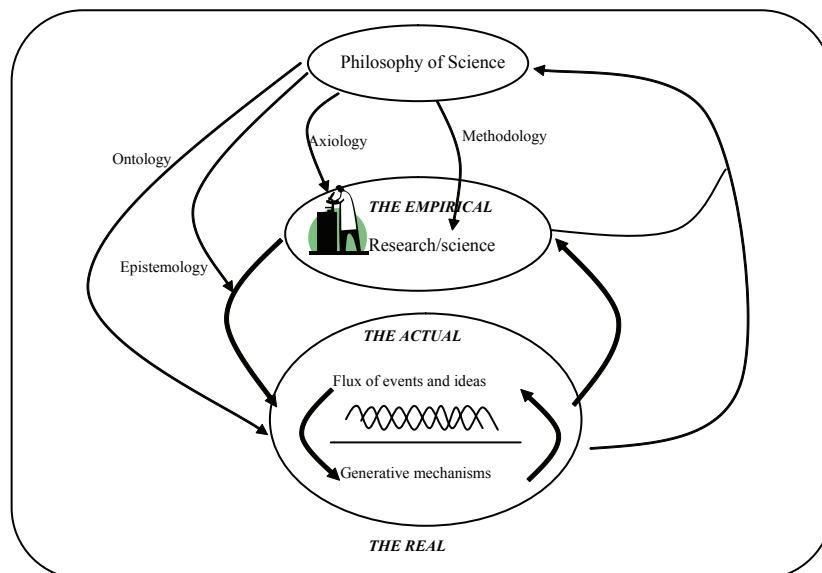 Philosophy of Science
Axiology
Methodology
Ontology
THE EMPIRICAL
Research/science
Epistemology
THE ACTUAL
Flux of events and ideas
Generative mechanisms
THE REAL